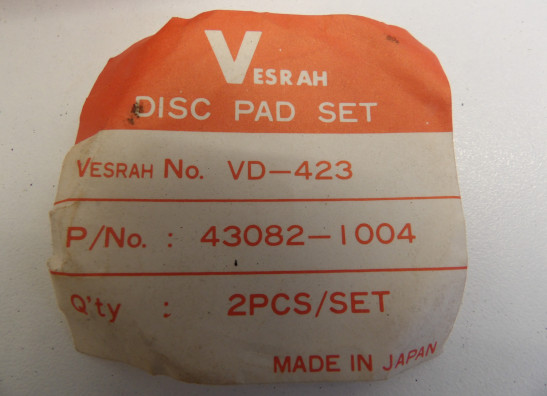 VESRAH
DISC PAD SET
VESRAH No. VD-423
P/No. : 43082-1004
Q'ty : 2PCS/SET
MADE IN JAPAN